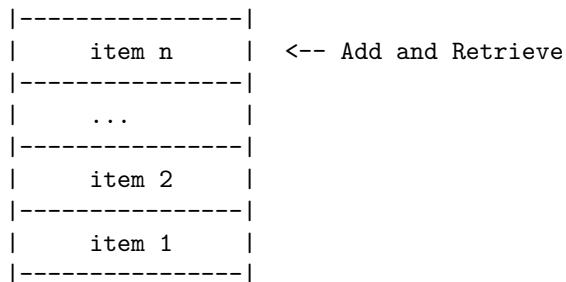 |----------------|
|     item n     |  <-- Add and Retrieve
|----------------|
|     ...        |
|----------------|
|     item 2     |
|----------------|
|     item 1     |
|----------------|